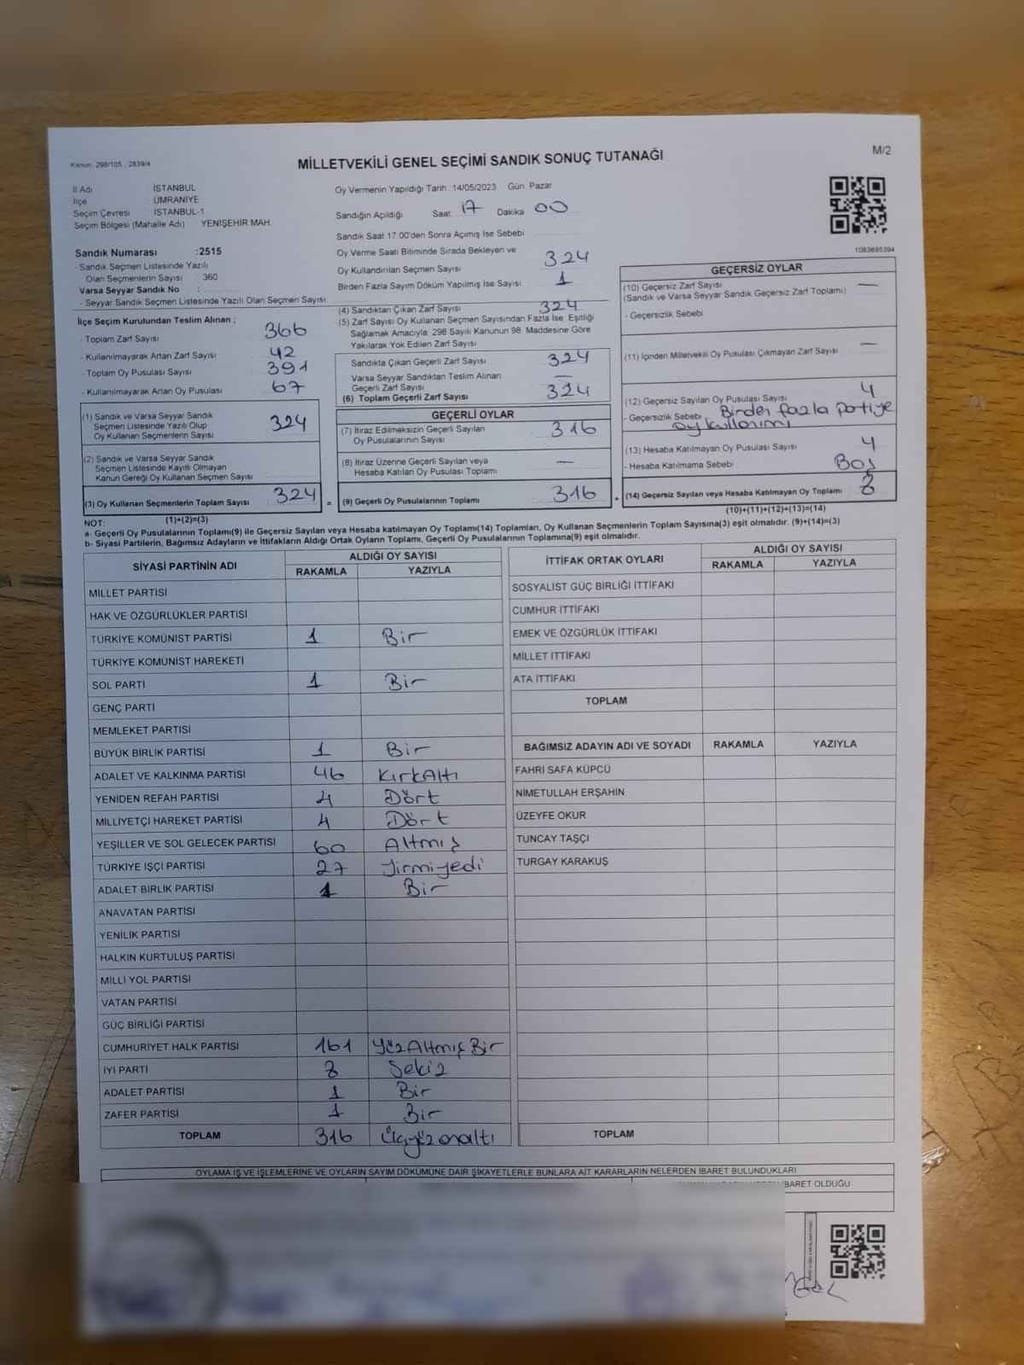 Kanun: 298/105 , 2839/4
MİLLETVEKİLİ GENEL SEÇİMİ SANDIK SONUÇ TUTANAĞI
M/2
İl Adı İSTANBUL
İlçe ÜMRANİYE
Seçim Çevresi İSTANBUL-1
Seçim Bölgesi (Mahalle Adı) YENİŞEHİR MAH.
Oy Vermenin Yapıldığı Tarih : 14/05/2023 Gün: Pazar
Sandığın Açıldığı Saat 17 Dakika 00
Sandık Saat 17:00'den Sonra Açımış İse Sebebi
Sandık Numarası :2515
- Sandık Seçmen Listesinde Yazılı
Olan Seçmenlerin Sayısı : 360
Varsa Seyyar Sandık No :
- Seyyar Sandık Seçmen Listesinde Yazılı Olan Seçmen Sayısı :
Oy Verme Saati Bitiminde Sırada Bekleyen ve
Oy Kullandırılan Seçmen Sayısı 324
Birden Fazla Sayım Döküm Yapılmış İse Sayısı 1
1083685394
İlçe Seçim Kurulundan Teslim Alınan ;
- Toplam Zarf Sayısı 366
- Kullanılmayarak Artan Zarf Sayısı 42
- Toplam Oy Pusulası Sayısı 391
- Kullanılmayarak Artan Oy Pusulası 67
(4) Sandıktan Çıkan Zarf Sayısı 324
(5) Zarf Sayısı Oy Kullanan Seçmen Sayısından Fazla İse, Eşitliği
Sağlamak Amacıyla; 298 Sayılı Kanunun 98. Maddesine Göre
Yakılarak Yok Edilen Zarf Sayısı
Sandıkta Çıkan Geçerli Zarf Sayısı 324
Varsa Seyyar Sandıktan Teslim Alınan
Geçerli Zarf Sayısı —
(6) Toplam Geçerli Zarf Sayısı 324
GEÇERSİZ OYLAR
(10) Geçersiz Zarf Sayısı —
(Sandık ve Varsa Seyyar Sandık Geçersiz Zarf Toplamı)
- Geçersizlik Sebebi
(11) İçinden Milletvekili Oy Pusulası Çıkmayan Zarf Sayısı —
(12) Geçersiz Sayılan Oy Pusulası Sayısı 4
- Geçersizlik Sebebi Birden fazla partiye
oy kullanımı
(13) Hesaba Katılmayan Oy Pusulası Sayısı 4
- Hesaba Katılmama Sebebi Boş
(14) Geçersiz Sayılan veya Hesaba Katılmayan Oy Toplamı 8
(10)+(11)+(12)+(13)=(14)
(1) Sandık ve Varsa Seyyar Sandık
Seçmen Listesinde Yazılı Olup
Oy Kullanan Seçmenlerin Sayısı 324
(2) Sandık ve Varsa Seyyar Sandık
Seçmen Listesinde Kayıtlı Olmayan
Kanun Gereği Oy Kullanan Seçmen Sayısı
(3) Oy Kullanan Seçmenlerin Toplam Sayısı 324 =
(1)+(2)=(3)
GEÇERLİ OYLAR
(7) İtiraz Edilmeksizin Geçerli Sayılan
Oy Pusulalarının Sayısı 316
(8) İtiraz Üzerine Geçerli Sayılan veya
Hesaba Katılan Oy Pusulası Toplamı —
(9) Geçerli Oy Pusulalarının Toplamı 316 +
NOT:
a- Geçerli Oy Pusulalarının Toplamı(9) ile Geçersiz Sayılan veya Hesaba katılmayan Oy Toplamı(14) Toplamları, Oy Kullanan Seçmenlerin Toplam Sayısına(3) eşit olmalıdır. (9)+(14)=(3)
b- Siyasi Partilerin, Bağımsız Adayların ve İttifakların Aldığı Ortak Oyların Toplamı, Geçerli Oy Pusulalarının Toplamına(9) eşit olmalıdır.
SİYASİ PARTİNİN ADI ALDIĞI OY SAYISI
RAKAMLA YAZIYLA
MİLLET PARTİSİ
HAK VE ÖZGÜRLÜKLER PARTİSİ
TÜRKİYE KOMÜNİST PARTİSİ 1 Bir
TÜRKİYE KOMÜNİST HAREKETİ
SOL PARTİ 1 Bir
GENÇ PARTİ
MEMLEKET PARTİSİ
BÜYÜK BİRLİK PARTİSİ 1 Bir
ADALET VE KALKINMA PARTİSİ 46 KırkAltı
YENİDEN REFAH PARTİSİ 4 Dört
MİLLİYETÇİ HAREKET PARTİSİ 4 Dört
YEŞİLLER VE SOL GELECEK PARTİSİ 60 Altmış
TÜRKİYE İŞÇİ PARTİSİ 27 Yirmiyedi
ADALET BİRLİK PARTİSİ 1 Bir
ANAVATAN PARTİSİ
YENİLİK PARTİSİ
HALKIN KURTULUŞ PARTİSİ
MİLLİ YOL PARTİSİ
VATAN PARTİSİ
GÜÇ BİRLİĞİ PARTİSİ
CUMHURİYET HALK PARTİSİ 161 YüzAltmış Bir
İYİ PARTİ 8 Sekiz
ADALET PARTİSİ 1 Bir
ZAFER PARTİSİ 1 Bir
TOPLAM 316 Üçyüzonaltı
İTTİFAK ORTAK OYLARI ALDIĞI OY SAYISI
RAKAMLA YAZIYLA
SOSYALİST GÜÇ BİRLİĞİ İTTİFAKI
CUMHUR İTTİFAKI
EMEK VE ÖZGÜRLÜK İTTİFAKI
MİLLET İTTİFAKI
ATA İTTİFAKI
TOPLAM
BAĞIMSIZ ADAYIN ADI VE SOYADI RAKAMLA YAZIYLA
FAHRİ SAFA KÜPCÜ
NİMETULLAH ERŞAHİN
ÜZEYFE OKUR
TUNCAY TAŞÇI
TURGAY KARAKUŞ
TOPLAM
OYLAMA İŞ VE İŞLEMLERİNE VE OYLARIN SAYIM DÖKÜMÜNE DAİR ŞİKAYETLERLE BUNLARA AİT KARARLARIN NELERDEN İBARET BULUNDUKLARI
İBARET OLDUĞU